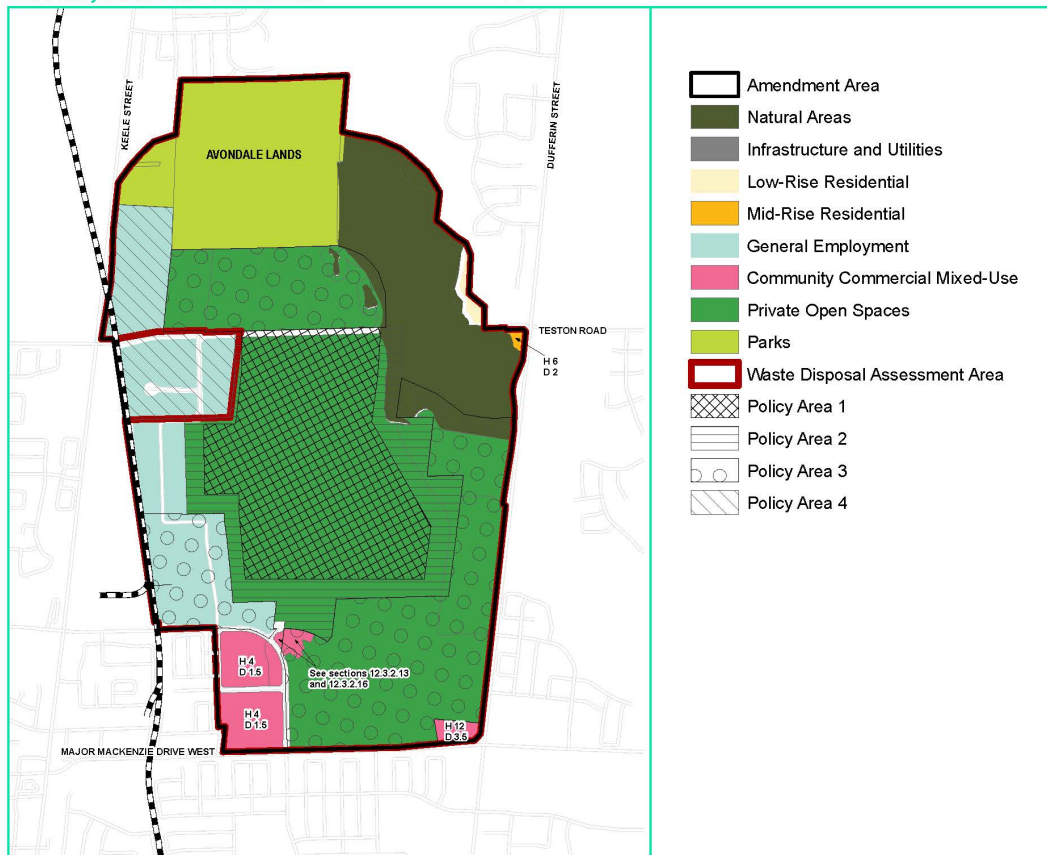 KEELE STREET
DUFFERIN STREET
AVONDALE LANDS
TESTON ROAD
H 6
D 2
H 4
D 1.5
See sections 12.3.2.13
and 12.3.2.16
H 4
D 1.5
H 12
D 3.5
MAJOR MACKENZIE DRIVE WEST
Amendment Area
Natural Areas
Infrastructure and Utilities
Low-Rise Residential
Mid-Rise Residential
General Employment
Community Commercial Mixed-Use
Private Open Spaces
Parks
Waste Disposal Assessment Area
Policy Area 1
Policy Area 2
Policy Area 3
Policy Area 4